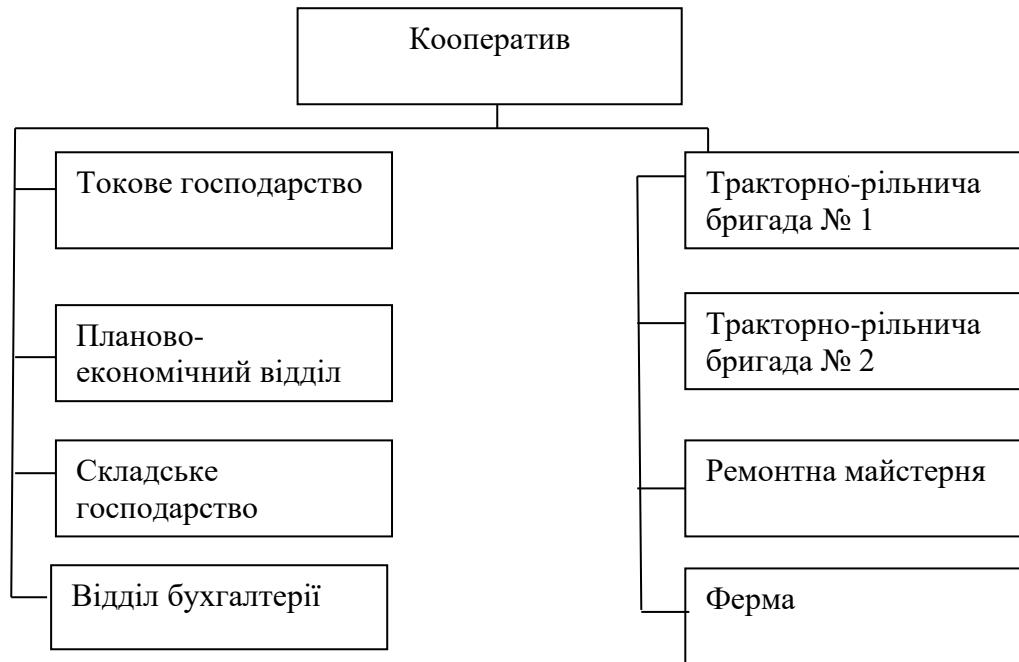 Кооператив
Токове господарство
Планово-
економічний відділ
Складське
господарство
Відділ бухгалтерії
Тракторно-рільнича
бригада № 1
Тракторно-рільнича
бригада № 2
Ремонтна майстерня
Ферма